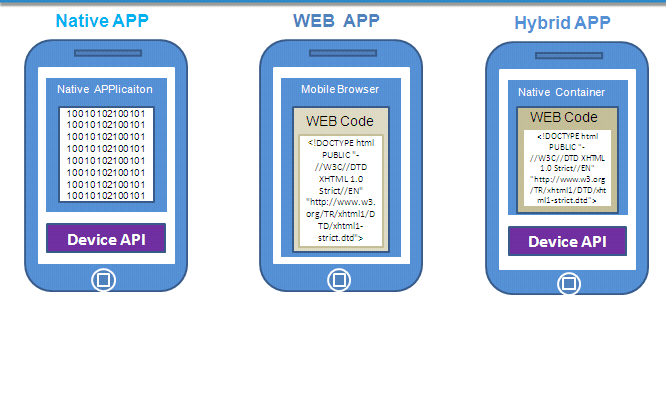 Native APP
Native APPlicaiton
10010102100101
10010102100101
10010102100101
10010102100101
10010102100101
10010102100101
10010102100101
10010102100101
Device API
WEB APP
Mobile Browser
WEB Code
<!DOCTYPE html
PUBLIC "-
//W3C//DTD
XHTML 1.0
Strict//EN"
"http://www.w3.
org/TR/xhtml1/D
TD/xhtml1-
strict.dtd">
Hybrid APP
Native Container
WEB Code
<!DOCTYPE html
PUBLIC "-
//W3C//DTD XHTML
1.0 Strict//EN"
"http://www.w3.org
/TR/xhtml1/DTD/xht
ml1-strict.dtd">
Device API